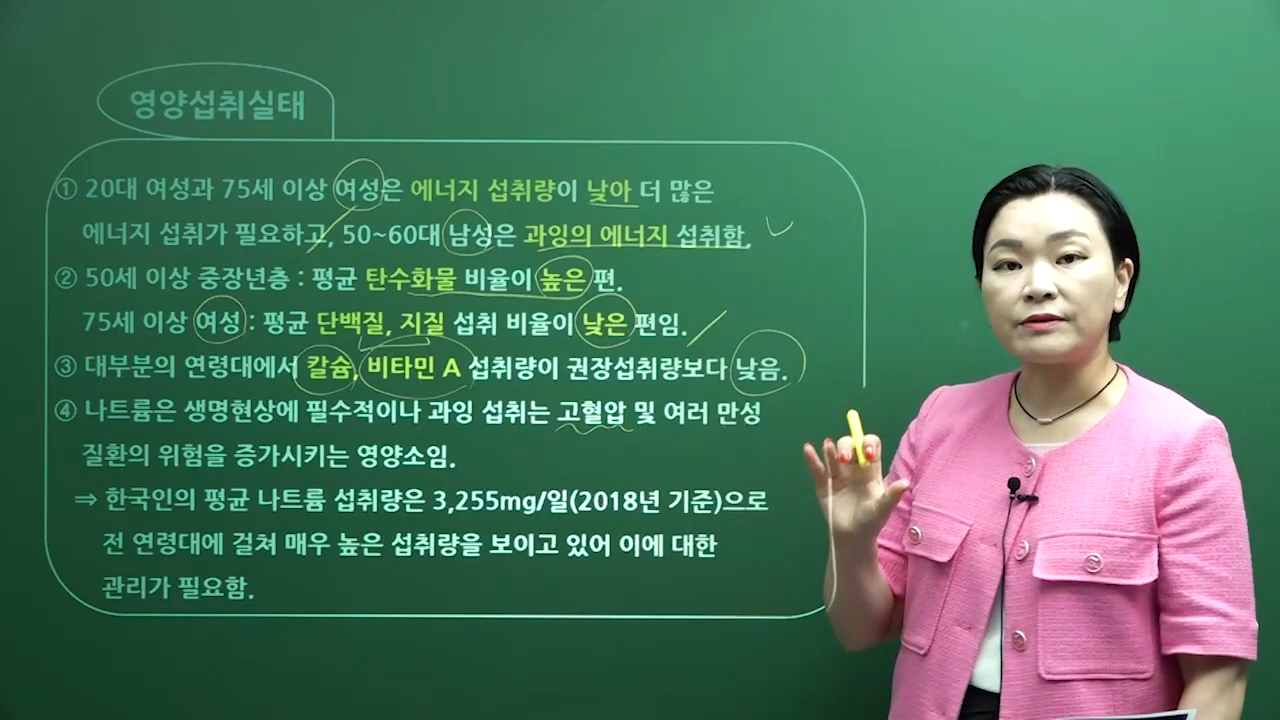 영양섭취실태
① 20대 여성과 75세 이상 여성은 에너지 섭취량이 낮아 더 많은
에너지 섭취가 필요하고, 50~60대 남성은 과잉의 에너지 섭취함.
② 50세 이상 중장년층 : 평균 탄수화물 비율이 높은 편.
75세 이상 여성 : 평균 단백질, 지질 섭취 비율이 낮은 편임.
③ 대부분의 연령대에서 칼슘, 비타민 A 섭취량이 권장섭취량보다 낮음.
④ 나트륨은 생명현상에 필수적이나 과잉 섭취는 고혈압 및 여러 만성
질환의 위험을 증가시키는 영양소임.
⇒ 한국인의 평균 나트륨 섭취량은 3,255mg/일(2018년 기준)으로
전 연령대에 걸쳐 매우 높은 섭취량을 보이고 있어 이에 대한
관리가 필요함.